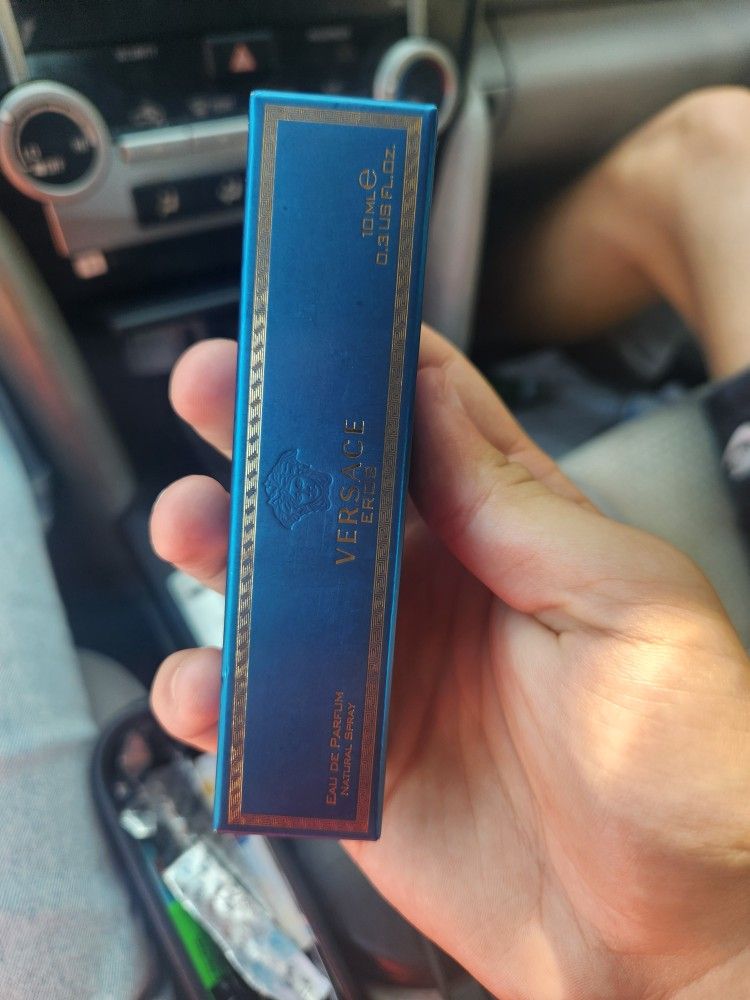 10 ML ℮
0.3 US FL.OZ.
VERSACE
EROS
EAU DE PARFUM
NATURAL SPRAY